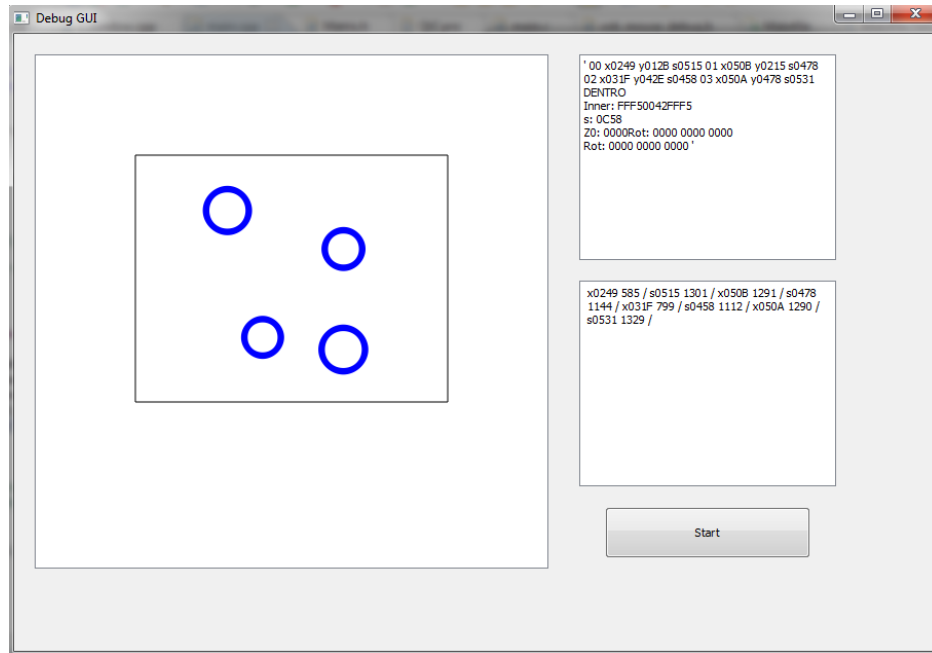 Debug GUI
' 00 x0249 y012B s0515 01 x050B y0215 s0478
02 x031F y042E s0458 03 x050A y0478 s0531
DENTRO
Inner: FFF50042FFF5
s: 0C58
Z0: 0000Rot: 0000 0000 0000
Rot: 0000 0000 0000 '
x0249 585 / s0515 1301 / x050B 1291 / s0478
1144 / x031F 799 / s0458 1112 / x050A 1290 /
s0531 1329 /
Start